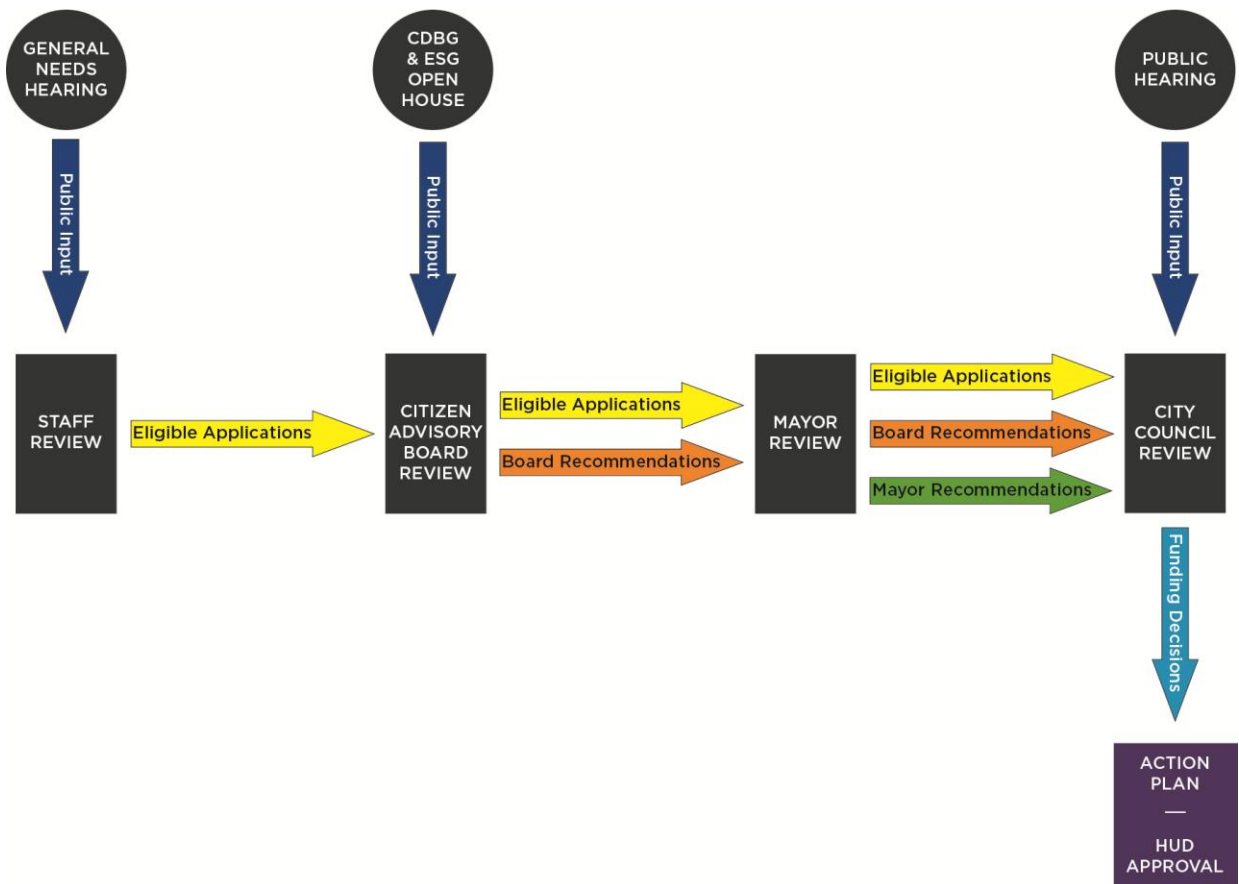 GENERAL
NEEDS
HEARING
CDBG
& ESG
OPEN
HOUSE
PUBLIC
HEARING
Public Input
Public Input
Public Input
STAFF
REVIEW
Eligible Applications
CITIZEN
ADVISORY
BOARD
REVIEW
Eligible Applications
Board Recommendations
MAYOR
REVIEW
Eligible Applications
Board Recommendations
Mayor Recommendations
CITY
COUNCIL
REVIEW
Funding Decisions
ACTION
PLAN
—
HUD
APPROVAL